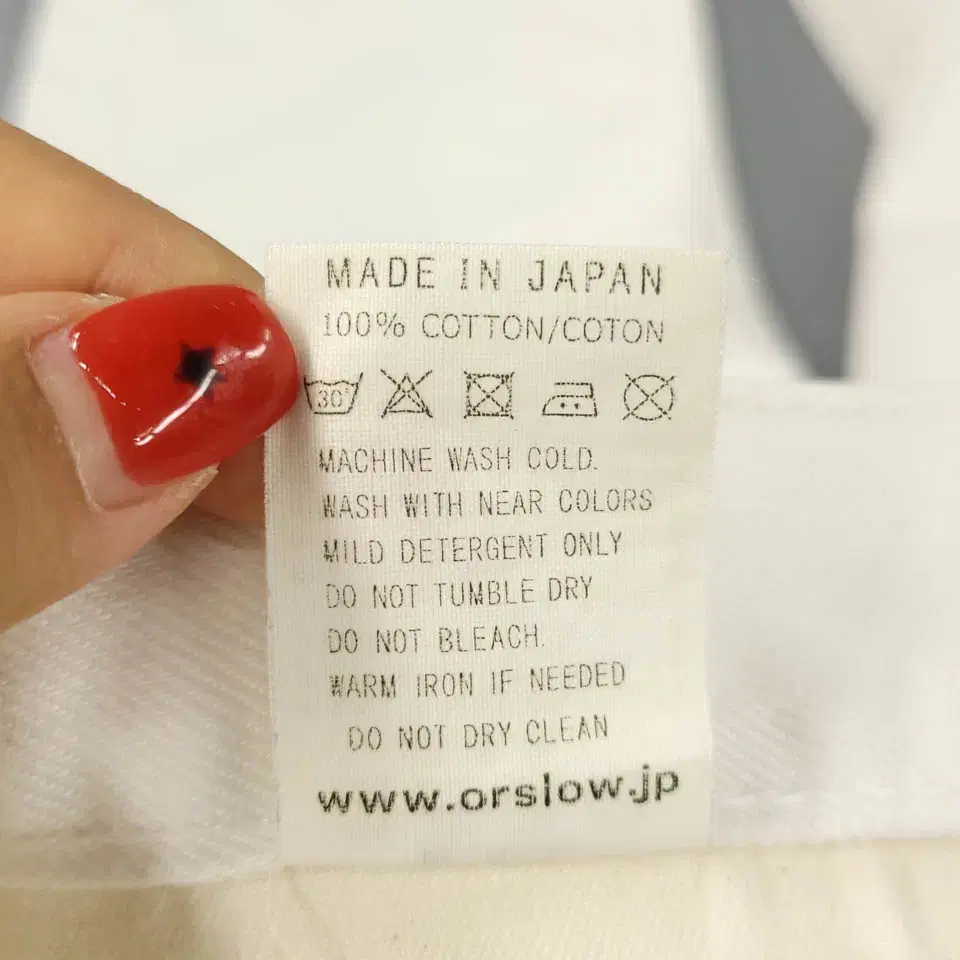 MADE IN JAPAN
100% COTTON/COTON
30°
MACHINE WASH COLD.
WASH WITH NEAR COLORS
MILD DETERGENT ONLY
DO NOT TUMBLE DRY
DO NOT BLEACH.
WARM IRON IF NEEDED
DO NOT DRY CLEAN
www.orslow.jp